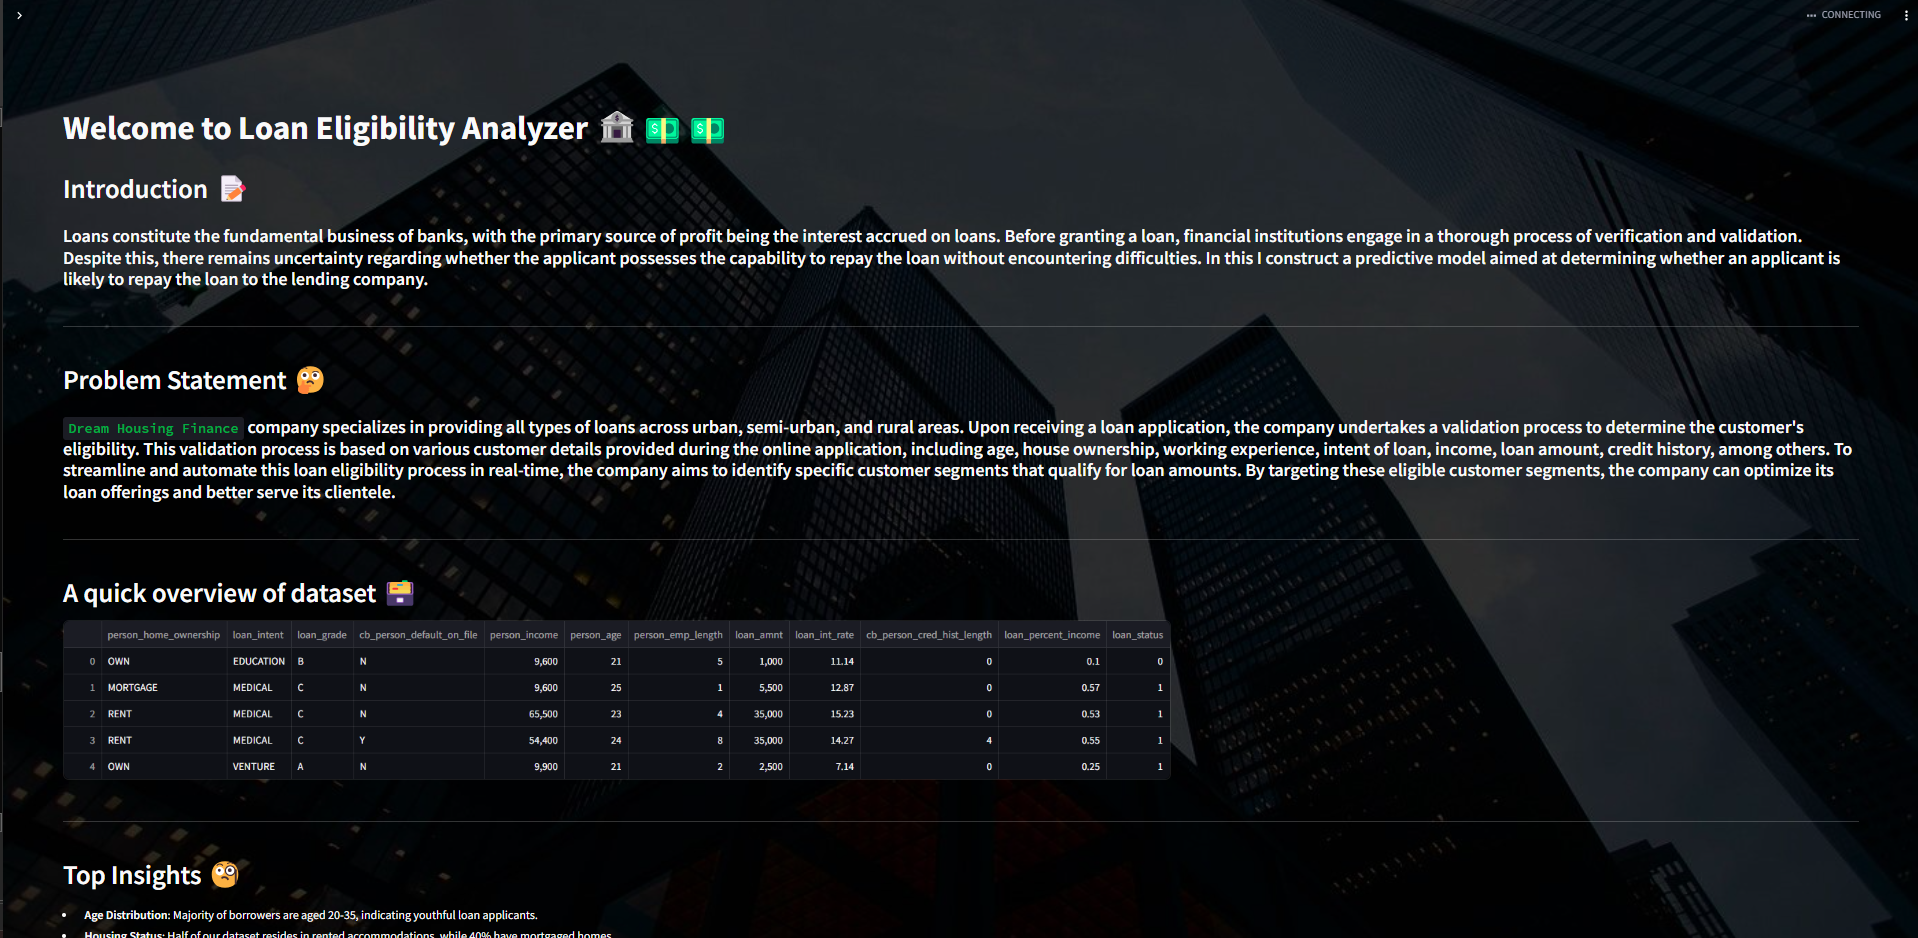 CONNECTING
Welcome to Loan Eligibility Analyzer
Introduction
Loans constitute the fundamental business of banks, with the primary source of profit being the interest accrued on loans. Before granting a loan, financial institutions engage in a thorough process of verification and validation.
Despite this, there remains uncertainty regarding whether the applicant possesses the capability to repay the loan without encountering difficulties. In this I construct a predictive model aimed at determining whether an applicant is
likely to repay the loan to the lending company.
Problem Statement
Dream Housing Finance company specializes in providing all types of loans across urban, semi-urban, and rural areas. Upon receiving a loan application, the company undertakes a validation process to determine the customer's
eligibility. This validation process is based on various customer details provided during the online application, including age, house ownership, working experience, intent of loan, income, loan amount, credit history, among others. To
streamline and automate this loan eligibility process in real-time, the company aims to identify specific customer segments that qualify for loan amounts. By targeting these eligible customer segments, the company can optimize its
loan offerings and better serve its clientele.
A quick overview of dataset
person_home_ownership loan_intent loan_grade cb_person_default_on_file person_income person_age person_emp_length loan_amnt loan_int_rate cb_person_cred_hist_length loan_percent_income loan_status
0 OWN EDUCATION B N 9,600 21 5 1,000 11.14 0 0.1 0
1 MORTGAGE MEDICAL C N 9,600 25 1 5,500 12.87 0 0.57 1
2 RENT MEDICAL C N 65,500 23 4 35,000 15.23 0 0.53 1
3 RENT MEDICAL C Y 54,400 24 8 35,000 14.27 4 0.55 1
4 OWN VENTURE A N 9,900 21 2 2,500 7.14 0 0.25 1
Top Insights
• Age Distribution: Majority of borrowers are aged 20-35, indicating youthful loan applicants.
• Housing Status: Half of our dataset resides in rented accommodations, while 40% have mortgaged homes.